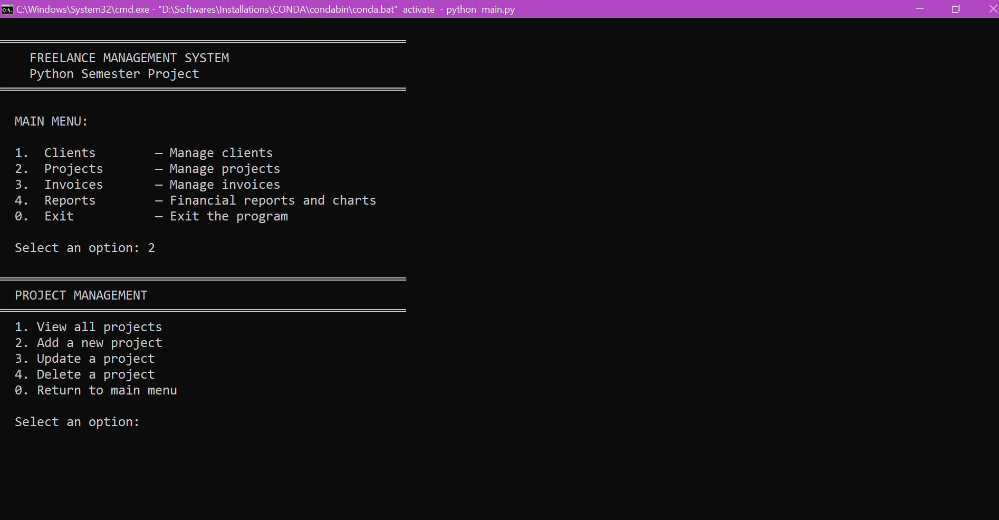 C:\Windows\System32\cmd.exe - "D:\Softwares\Installations\CONDA\condabin\conda.bat"  activate  - python  main.py
FREELANCE MANAGEMENT SYSTEM
Python Semester Project
MAIN MENU:
1.  Clients        — Manage clients
2.  Projects       — Manage projects
3.  Invoices       — Manage invoices
4.  Reports        — Financial reports and charts
0.  Exit           — Exit the program
Select an option: 2
PROJECT MANAGEMENT
1. View all projects
2. Add a new project
3. Update a project
4. Delete a project
0. Return to main menu
Select an option: